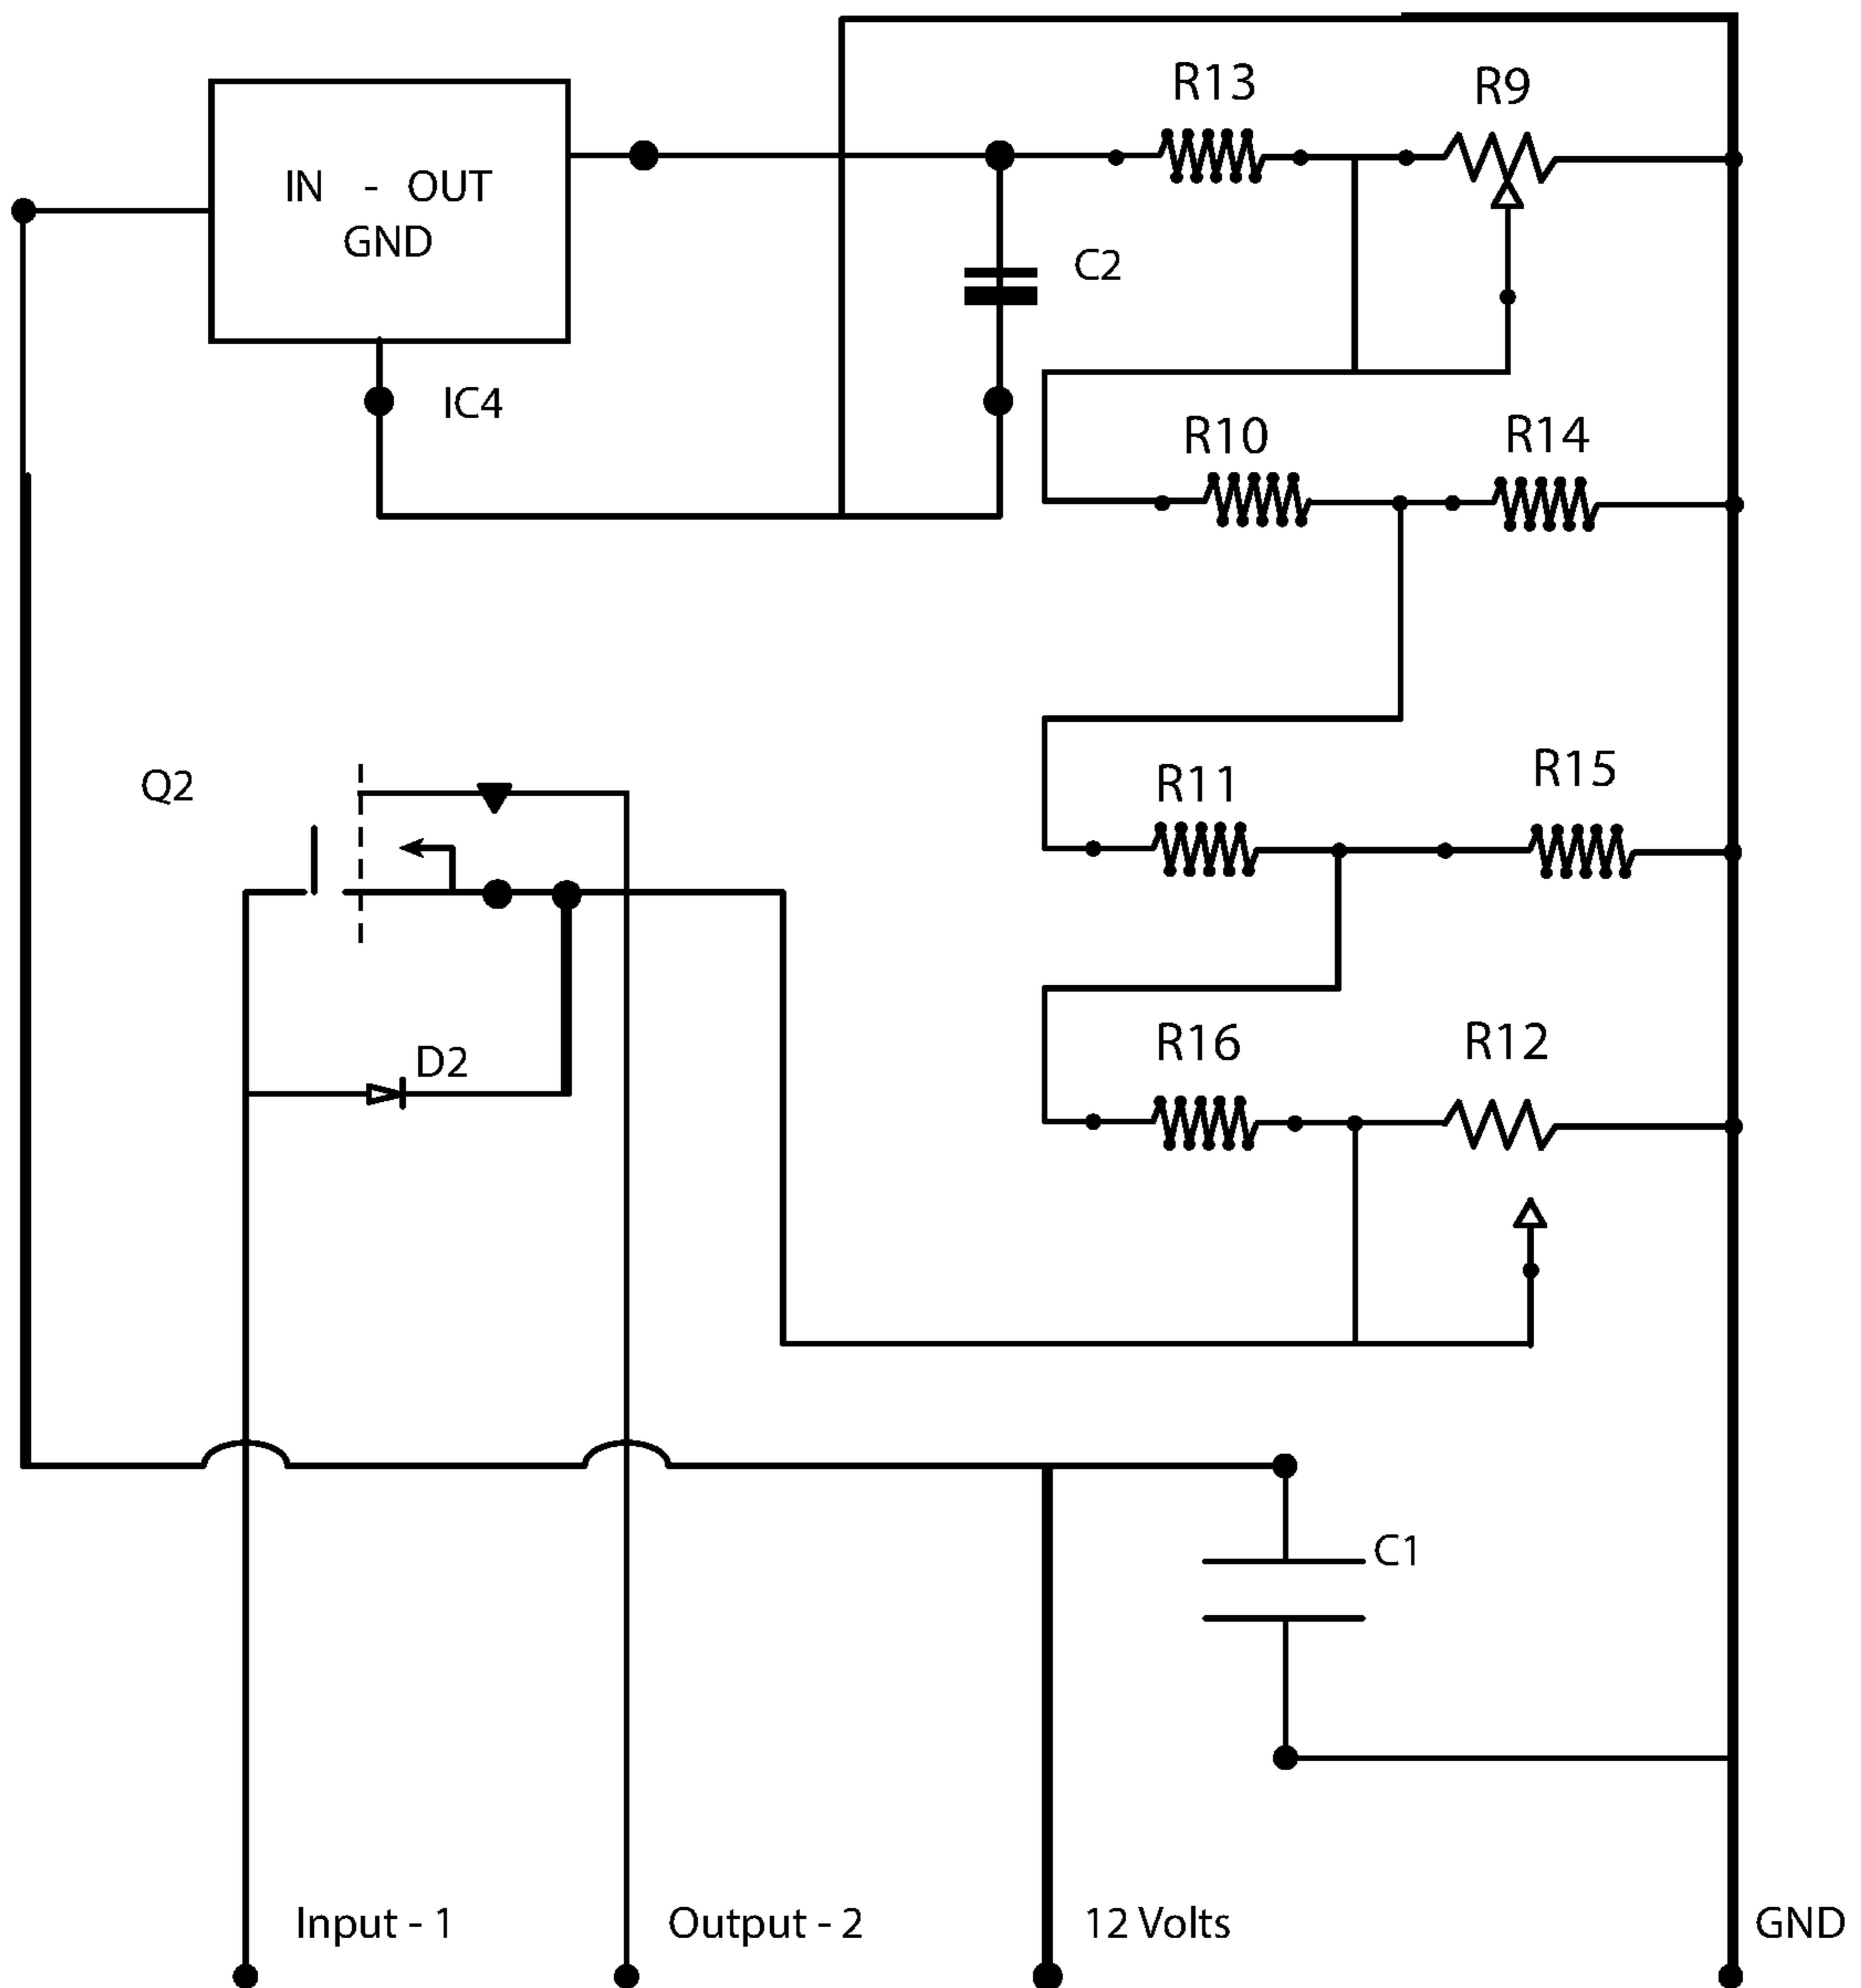 R13
R9
IN - OUT
GND
C2
IC4
R10
R14
Q2
R11
R15
R16
R12
D2
C1
Input - 1
Output - 2
12 Volts
GND